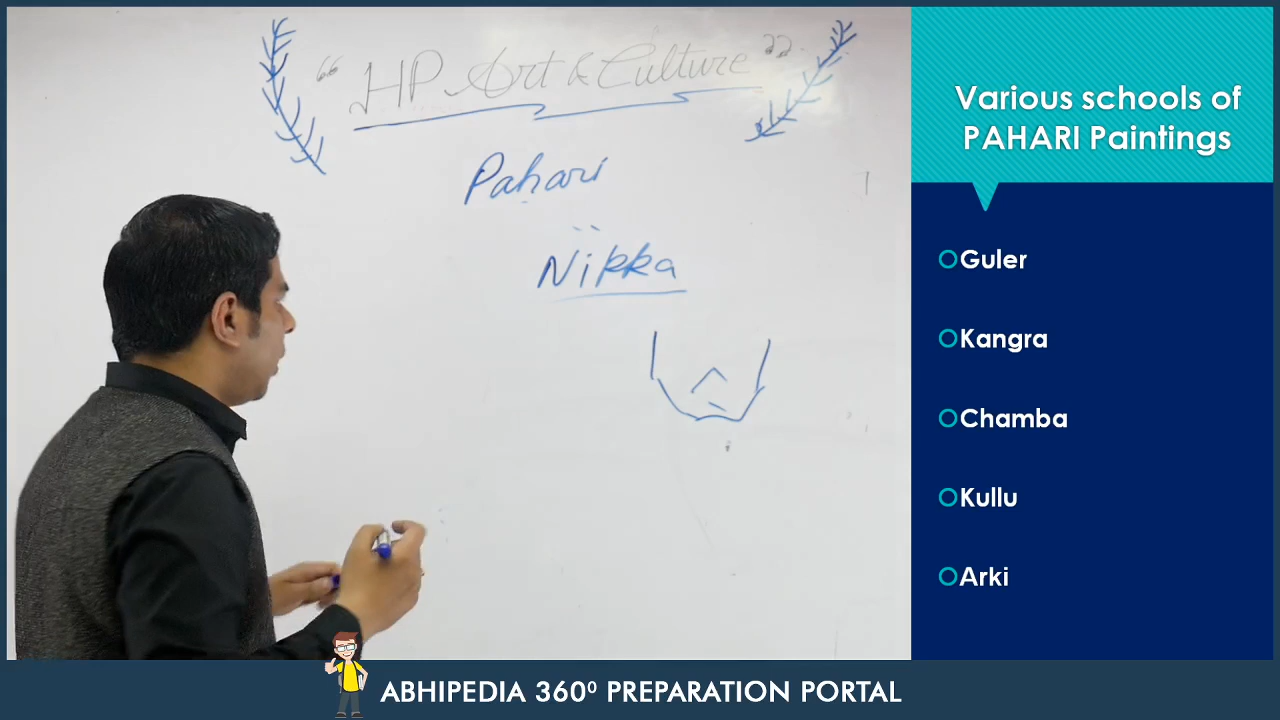 "HP Art & Culture"
Pahari
Nikka
Various schools of
PAHARI Paintings
Guler
Kangra
Chamba
Kullu
Arki
ABHIPEDIA 360⁰ PREPARATION PORTAL